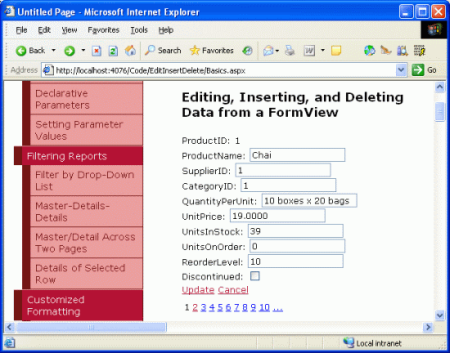 Untitled Page - Microsoft Internet Explorer
File Edit View Favorites Tools Help
Back Search Favorites
Address http://localhost:4076/Code/EditInsertDelete/Basics.aspx Go
Declarative
Parameters
Setting Parameter
Values
Filtering Reports
Filter by Drop-Down
List
Master-Details-
Details
Master/Detail Across
Two Pages
Details of Selected
Row
Customized
Formatting
Editing, Inserting, and Deleting
Data from a FormView
ProductID: 1
ProductName: Chai
SupplierID: 1
CategoryID: 1
QuantityPerUnit: 10 boxes x 20 bags
UnitPrice: 19.0000
UnitsInStock: 39
UnitsOnOrder: 0
ReorderLevel: 10
Discontinued:
Update Cancel
1 2 3 4 5 6 7 8 9 10 ...
Local intranet